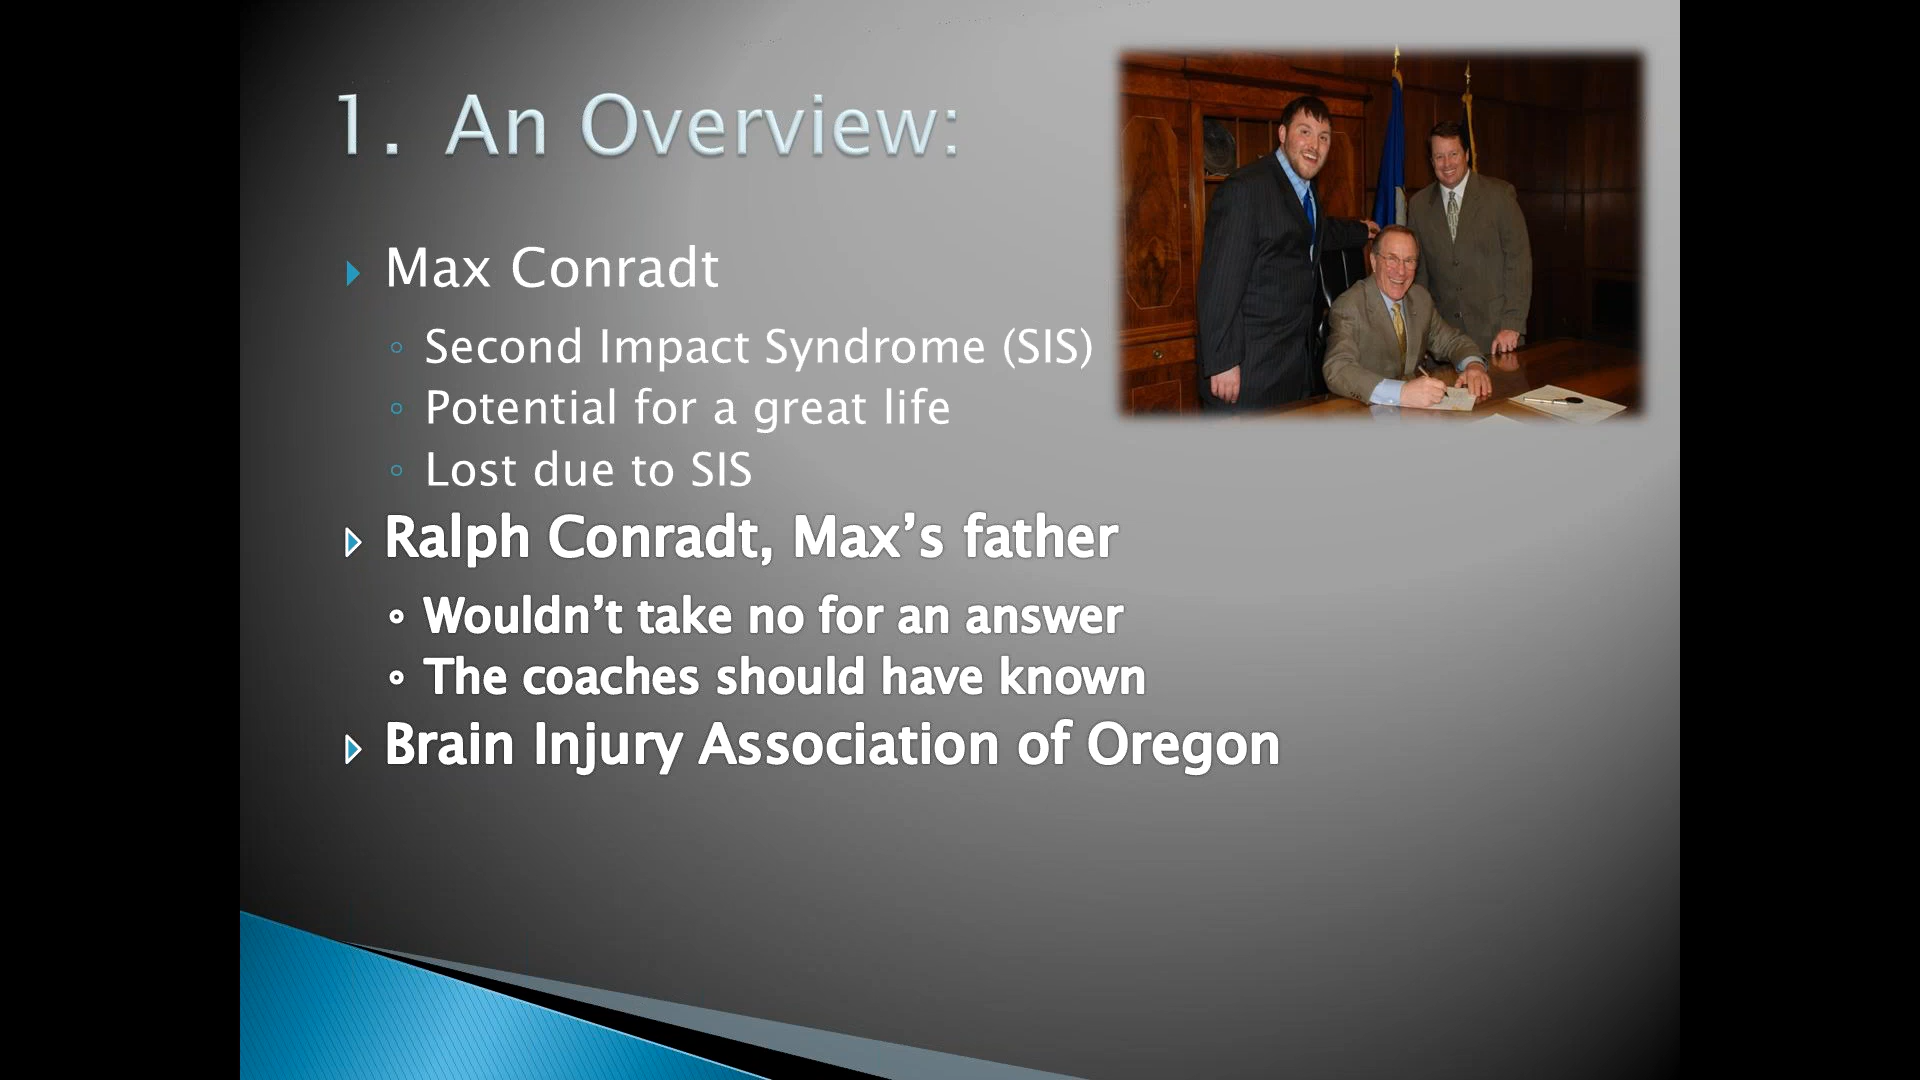 1. An Overview:
Max Conradt
Second Impact Syndrome (SIS)
Potential for a great life
Lost due to SIS
Ralph Conradt, Max’s father
Wouldn’t take no for an answer
The coaches should have known
Brain Injury Association of Oregon